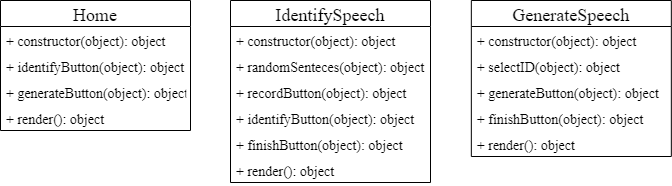 Home
+ constructor(object): object
+ identifyButton(object): object
+ generateButton(object): object
+ render(): object
IdentifySpeech
+ constructor(object): object
+ randomSenteces(object): object
+ recordButton(object): object
+ identifyButton(object): object
+ finishButton(object): object
+ render(): object
GenerateSpeech
+ constructor(object): object
+ selectID(object): object
+ generateButton(object): object
+ finishButton(object): object
+ render(): object